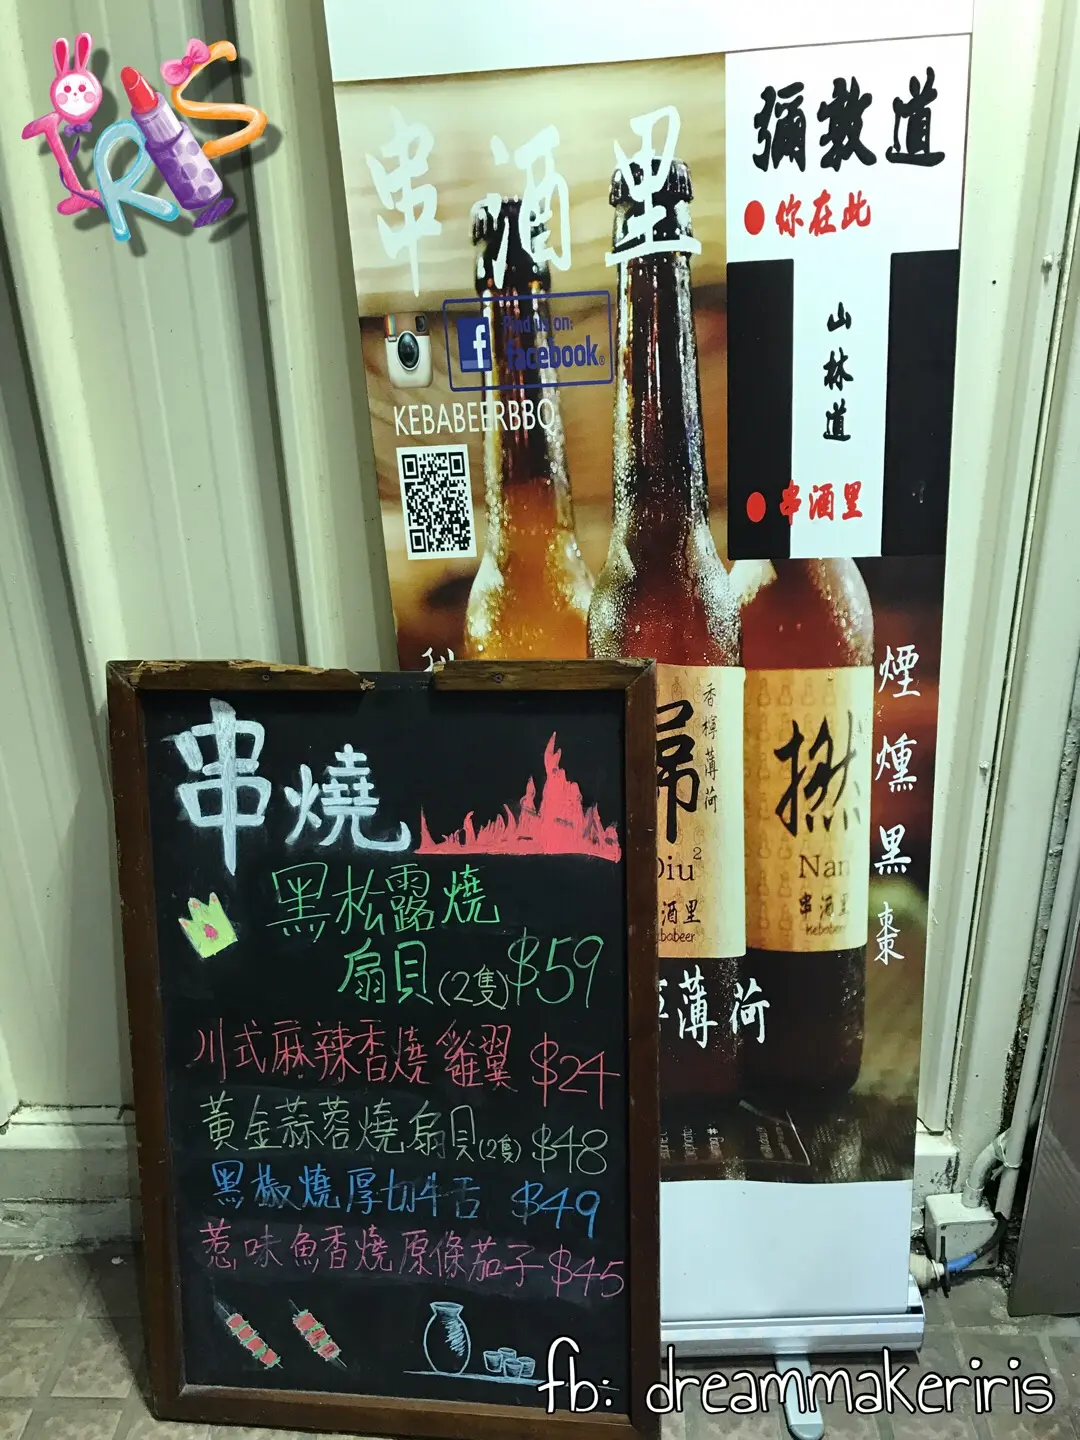 IRIS
串酒里
Find us on:
facebook
KEBABEERBBQ
彌敦道
你在此
山林道
串酒里
煙燻黑棗
香檸薄荷
Diu²
酒里
撚
Nan
串酒里
kebabeer
薄荷
串燒
黑松露燒
扇貝(2隻)$59
川式麻辣香燒雞翼 $24
黃金蒜蓉燒扇貝(2隻) $48
黑椒燒厚切牛舌 $49
惹味魚香燒原條茄子 $45
fb: dreammakeriris